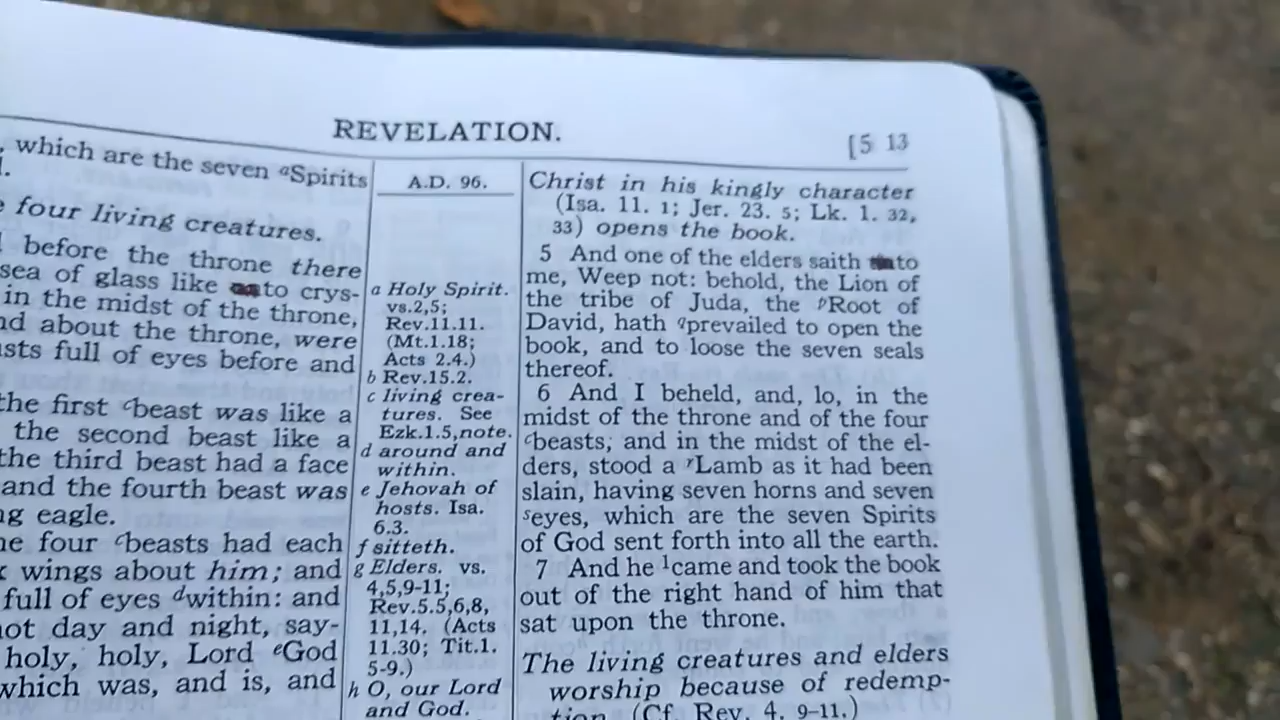 REVELATION.
[5 13
, which are the seven aSpirits
four living creatures.
before the throne there
sea of glass like to crys-
in the midst of the throne,
about the throne, were
full of eyes before and
the first cbeast was like a
the second beast like a
the third beast had a face
and the fourth beast was
eagle.
four cbeasts had each
wings about him; and
full of eyes dwithin: and
not day and night, say-
holy, holy, Lord eGod
which was, and is, and
A.D. 96.
a Holy Spirit.
vs.2,5;
Rev.11.11.
(Mt.1.18;
Acts 2.4.)
b Rev.15.2.
c living crea-
tures. See
Ezk.1.5,note.
d around and
within.
e Jehovah of
hosts. Isa.
6.3.
f sitteth.
g Elders. vs.
4,5,9-11;
Rev.5.5,6,8,
11,14. (Acts
11.30; Tit.1.
5-9.)
h O, our Lord
and God.
Christ in his kingly character
(Isa. 11. 1; Jer. 23. 5; Lk. 1. 32,
33) opens the book.
5 And one of the elders saith to
me, Weep not: behold, the Lion of
the tribe of Juda, the pRoot of
David, hath qprevailed to open the
book, and to loose the seven seals
thereof.
6 And I beheld, and, lo, in the
midst of the throne and of the four
cbeasts, and in the midst of the el-
ders, stood a rLamb as it had been
slain, having seven horns and seven
seyes, which are the seven Spirits
of God sent forth into all the earth.
7 And he 1came and took the book
out of the right hand of him that
sat upon the throne.
The living creatures and elders
worship because of redemp-
tion. (Cf. Rev. 4. 9-11.)